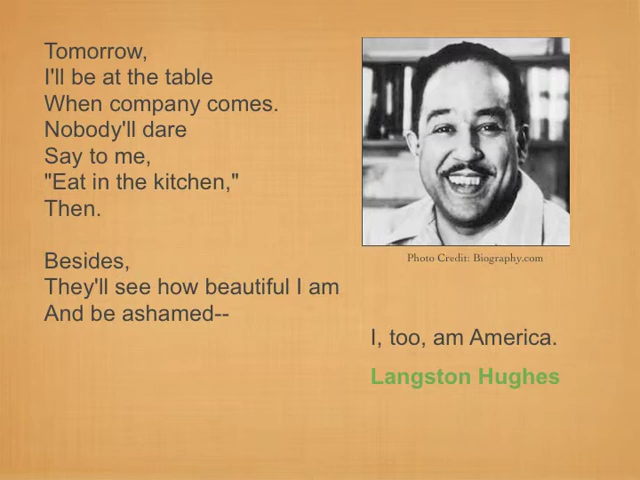 Tomorrow,
I'll be at the table
When company comes.
Nobody'll dare
Say to me,
"Eat in the kitchen,"
Then.
Besides,
They'll see how beautiful I am
And be ashamed--
Photo Credit: Biography.com
I, too, am America.
Langston Hughes